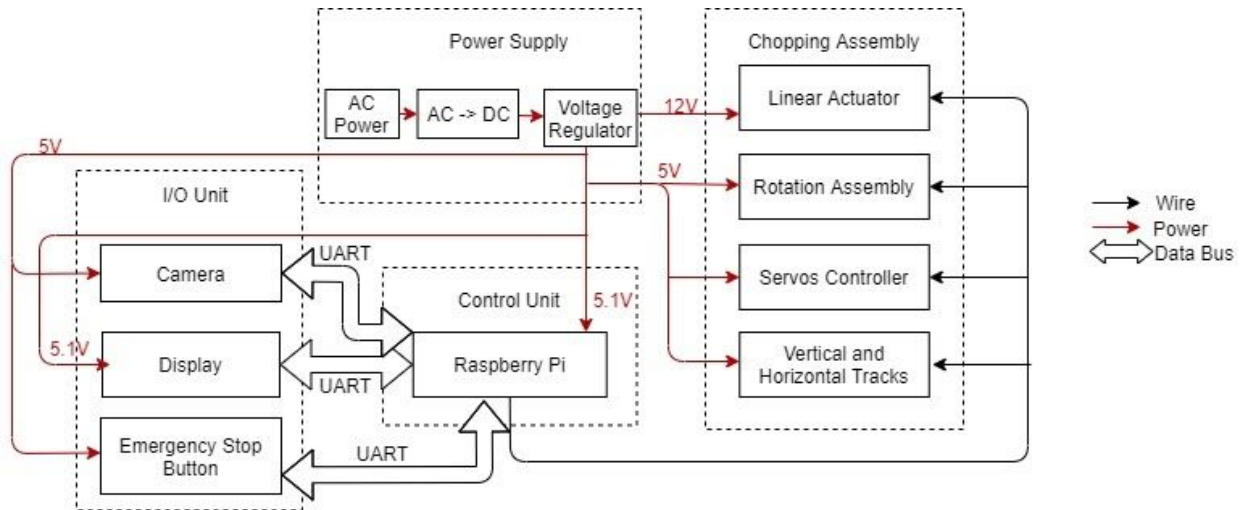 Power Supply
AC
Power
AC -> DC
Voltage
Regulator
12V
5V
5V
5.1V
5.1V
Chopping Assembly
Linear Actuator
Rotation Assembly
Servos Controller
Vertical and
Horizontal Tracks
I/O Unit
Camera
Display
Emergency Stop
Button
UART
UART
UART
Control Unit
Raspberry Pi
Wire
Power
Data Bus